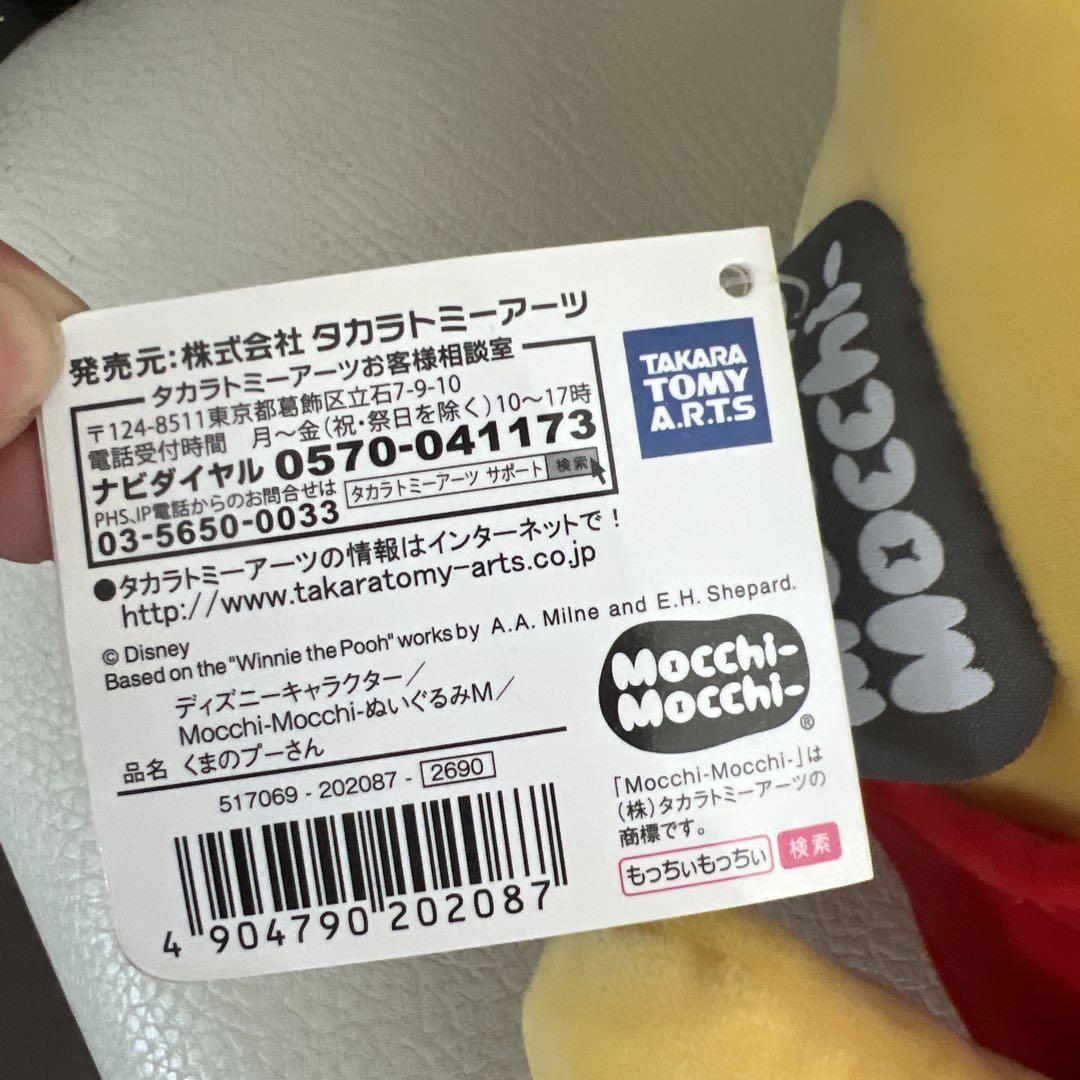 発売元:株式会社 タカラトミーアーツ
タカラトミーアーツお客様相談室
〒124-8511東京都葛飾区立石7-9-10
電話受付時間 月～金(祝・祭日を除く)10～17時
ナビダイヤル 0570-041173
PHS、IP電話からのお問合せは
03-5650-0033
タカラトミーアーツ サポート 検索
●タカラトミーアーツの情報はインターネットで!
http://www.takaratomy-arts.co.jp
© Disney
Based on the "Winnie the Pooh" works by A.A. Milne and E.H. Shepard.
ディズニーキャラクター/
Mocchi-Mocchi-ぬいぐるみM/
品名 くまのプーさん
517069 - 202087 - 2690
4 904790 202087
TAKARA
TOMY
A.R.T.S
Mocchi-
Mocchi-
®
「Mocchi-Mocchi-」は
(株)タカラトミーアーツの
商標です。
もっちぃもっちぃ 検索
Mocchi-